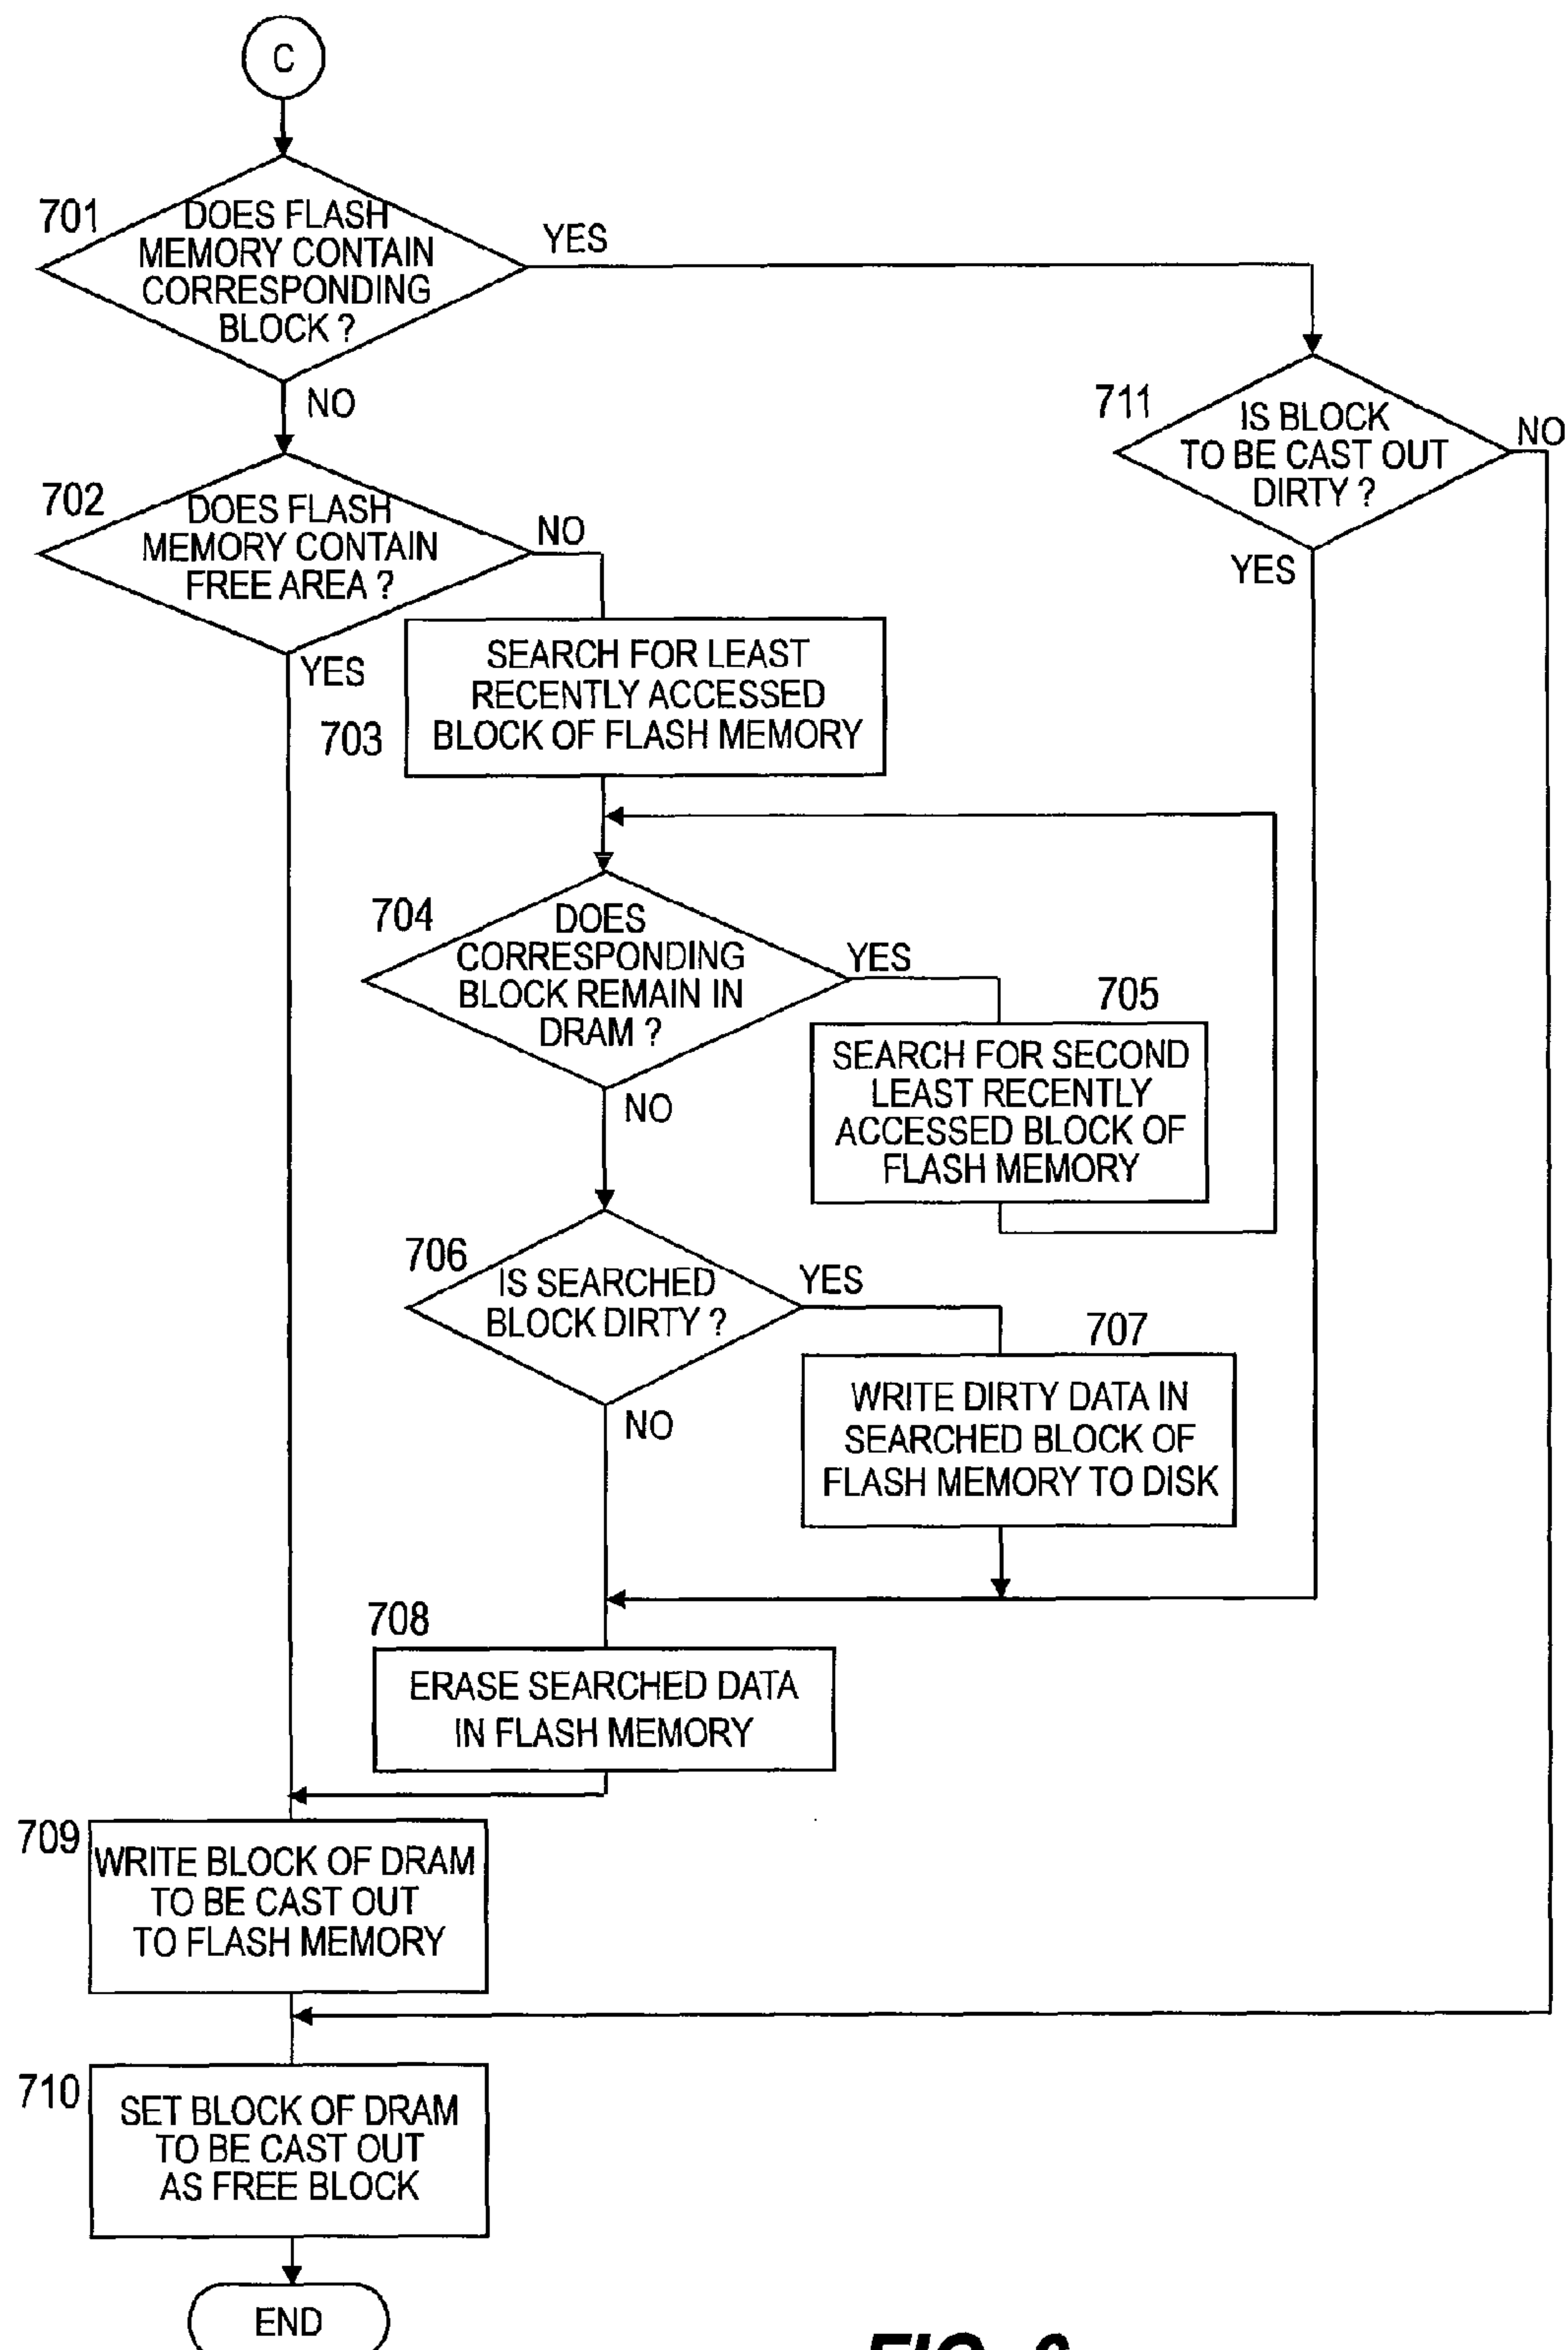 C
701
DOES FLASH
MEMORY CONTAIN
CORRESPONDING
BLOCK ?
YES
NO
711
IS BLOCK
TO BE CAST OUT
DIRTY ?
NO
YES
702
DOES FLASH
MEMORY CONTAIN
FREE AREA ?
NO
YES
703
SEARCH FOR LEAST
RECENTLY ACCESSED
BLOCK OF FLASH MEMORY
704
DOES
CORRESPONDING
BLOCK REMAIN IN
DRAM ?
YES
NO
705
SEARCH FOR SECOND
LEAST RECENTLY
ACCESSED BLOCK OF
FLASH MEMORY
706
IS SEARCHED
BLOCK DIRTY ?
YES
NO
707
WRITE DIRTY DATA IN
SEARCHED BLOCK OF
FLASH MEMORY TO DISK
708
ERASE SEARCHED DATA
IN FLASH MEMORY
709
WRITE BLOCK OF DRAM
TO BE CAST OUT
TO FLASH MEMORY
710
SET BLOCK OF DRAM
TO BE CAST OUT
AS FREE BLOCK
END
FIG.